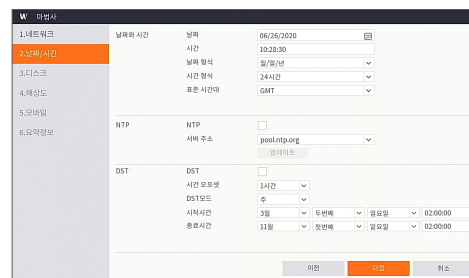 W 마법사
1.네트워크
2.날짜/시간
3.디스크
4.해상도
5.모바일
6.요약정보
날짜와 시간 날짜 06/26/2020
시간 10:28:30
날짜 형식 월/일/년
시간 형식 24시간
표준 시간대 GMT
NTP NTP
서버 주소 pool.ntp.org
업데이트
DST DST
시간 오프셋 1시간
DST모드 주
시작시간 3월 두번째 일요일 02:00:00
종료시간 11월 첫번째 일요일 02:00:00
이전 다음 취소